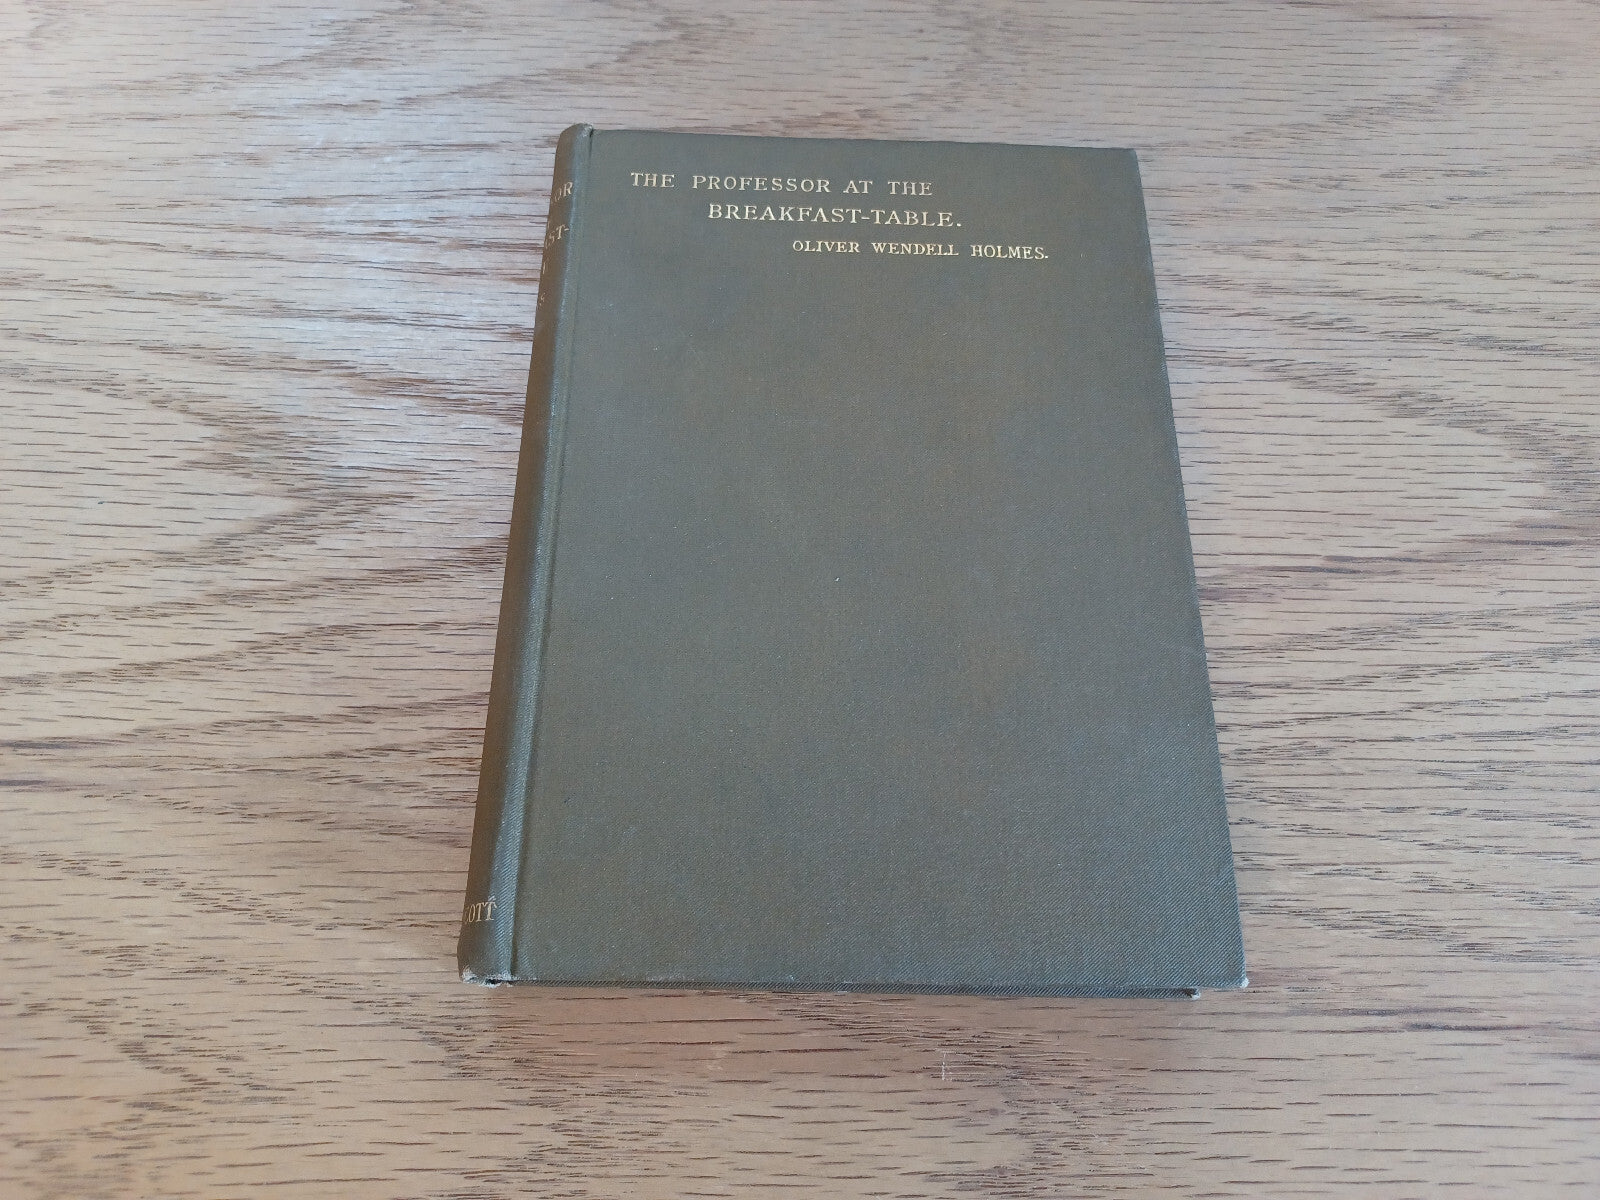 THE PROFESSOR AT THE
BREAKFAST-TABLE.
OLIVER WENDELL HOLMES.